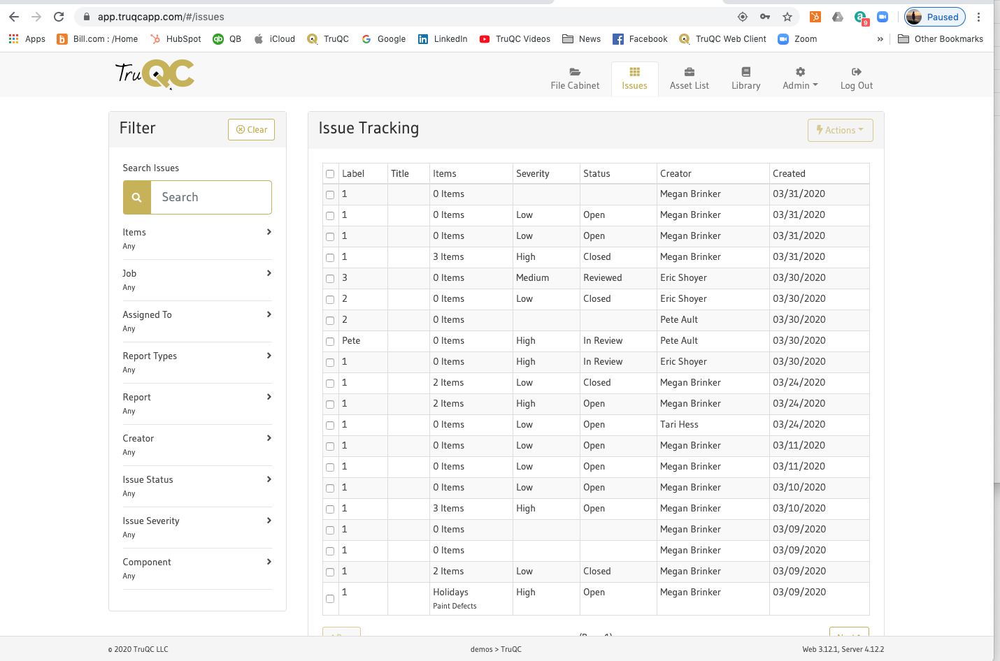 app.truqcapp.com/#/issues
9
Paused
Apps Bill.com : /Home HubSpot QB iCloud TruQC Google LinkedIn TruQC Videos News Facebook TruQC Web Client Zoom » Other Bookmarks
TruQC
File Cabinet Issues Asset List Library Admin Log Out
Filter
Clear
Search Issues
Search
Items
Any
Job
Any
Assigned To
Any
Report Types
Any
Report
Any
Creator
Any
Issue Status
Any
Issue Severity
Any
Component
Any
Issue Tracking
Actions
Label Title Items Severity Status Creator Created
1 0 Items Megan Brinker 03/31/2020
1 0 Items Low Open Megan Brinker 03/31/2020
1 0 Items Low Open Megan Brinker 03/31/2020
1 3 Items High Closed Megan Brinker 03/31/2020
3 0 Items Medium Reviewed Eric Shoyer 03/30/2020
2 0 Items Low Closed Eric Shoyer 03/30/2020
2 0 Items Pete Ault 03/30/2020
Pete 0 Items High In Review Pete Ault 03/30/2020
1 0 Items High In Review Eric Shoyer 03/30/2020
1 2 Items Low Closed Megan Brinker 03/24/2020
1 2 Items High Open Megan Brinker 03/24/2020
1 0 Items Low Open Tari Hess 03/24/2020
1 0 Items Low Open Megan Brinker 03/11/2020
1 0 Items Low Open Megan Brinker 03/11/2020
1 0 Items Low Open Megan Brinker 03/10/2020
1 3 Items High Open Megan Brinker 03/10/2020
1 0 Items Megan Brinker 03/09/2020
1 0 Items Megan Brinker 03/09/2020
1 2 Items Low Closed Megan Brinker 03/09/2020
1 Holidays High Open Megan Brinker 03/09/2020
Paint Defects
© 2020 TruQC LLC demos > TruQC Web 3.12.1, Server 4.12.2